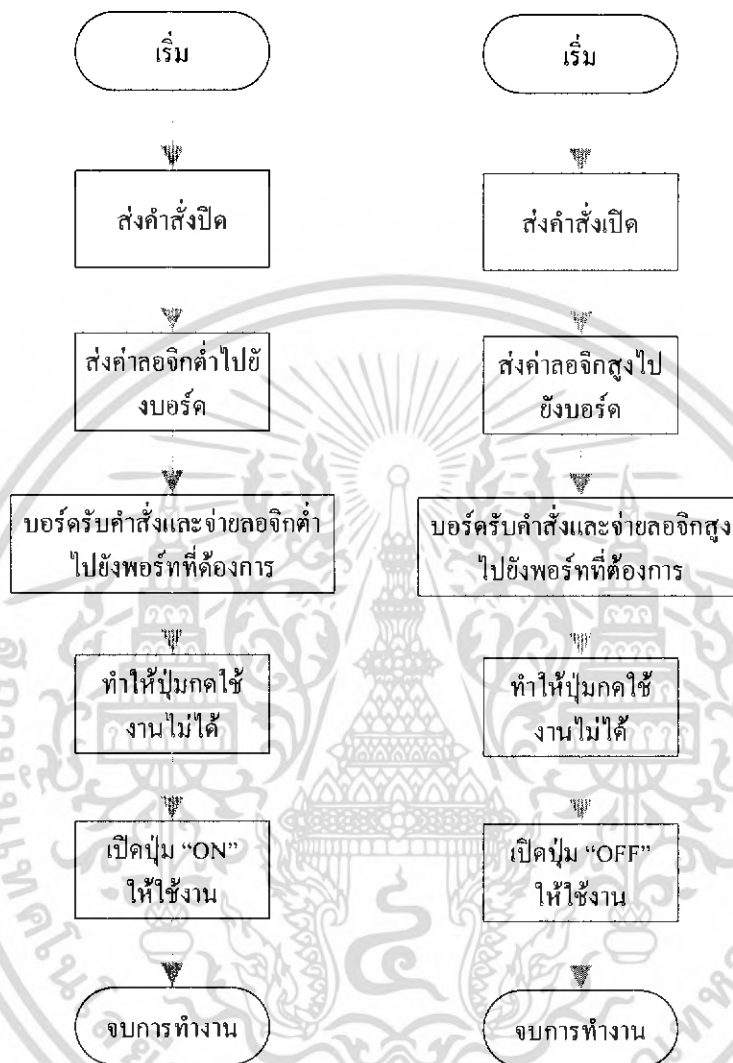 เริ่ม
ส่งคำสั่งปิด
ส่งค่าลอจิกต่ำไปยั
งบอร์ด
บอร์ดรับคำสั่งและจ่ายลอจิกต่ำ
ไปยังพอร์ทที่ต้องการ
ทำให้ปุ่มกดใช้
งานไม่ได้
เปิดปุ่ม “ON”
ให้ใช้งาน
จบการทำงาน
เริ่ม
ส่งคำสั่งเปิด
ส่งค่าลอจิกสูงไป
ยังบอร์ด
บอร์ดรับคำสั่งและจ่ายลอจิกสูง
ไปยังพอร์ทที่ต้องการ
ทำให้ปุ่มกดใช้
งานไม่ได้
เปิดปุ่ม “OFF”
ให้ใช้งาน
จบการทำงาน